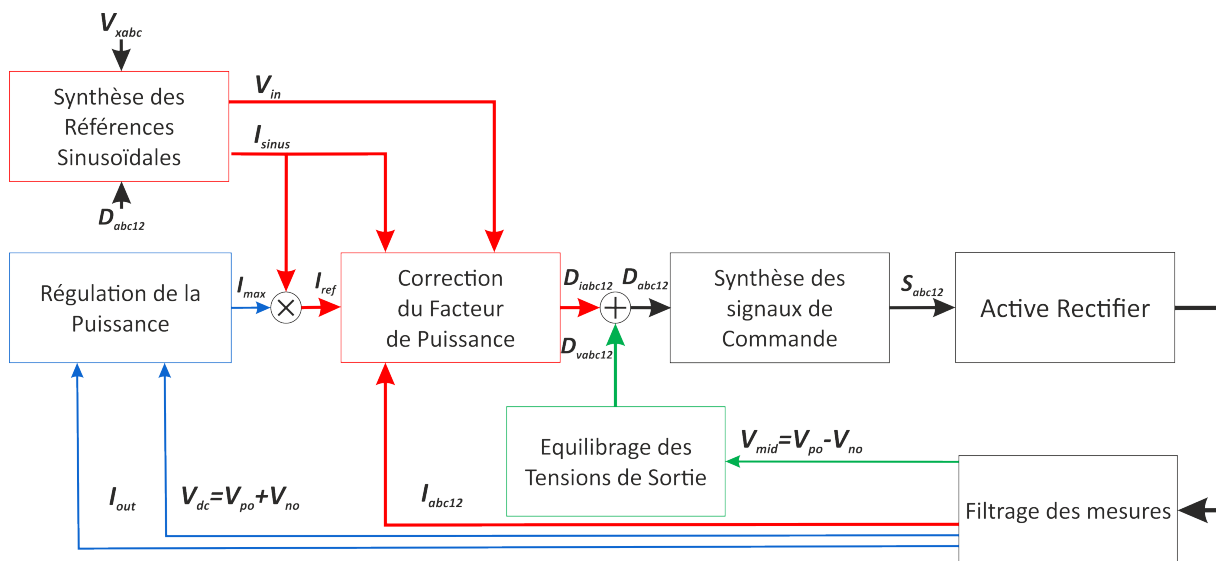 V_xabc
Synthèse des
Références
Sinusoïdales
V_in
I_sinus
D_abc12
Régulation de la
Puissance
I_max
×
I_ref
Correction
du Facteur
de Puissance
D_iabc12
+
D_abc12
D_vabc12
Synthèse des
signaux de
Commande
S_abc12
Active Rectifier
Equilibrage des
Tensions de Sortie
V_mid=V_po-V_no
I_out
V_dc=V_po+V_no
I_abc12
Filtrage des mesures